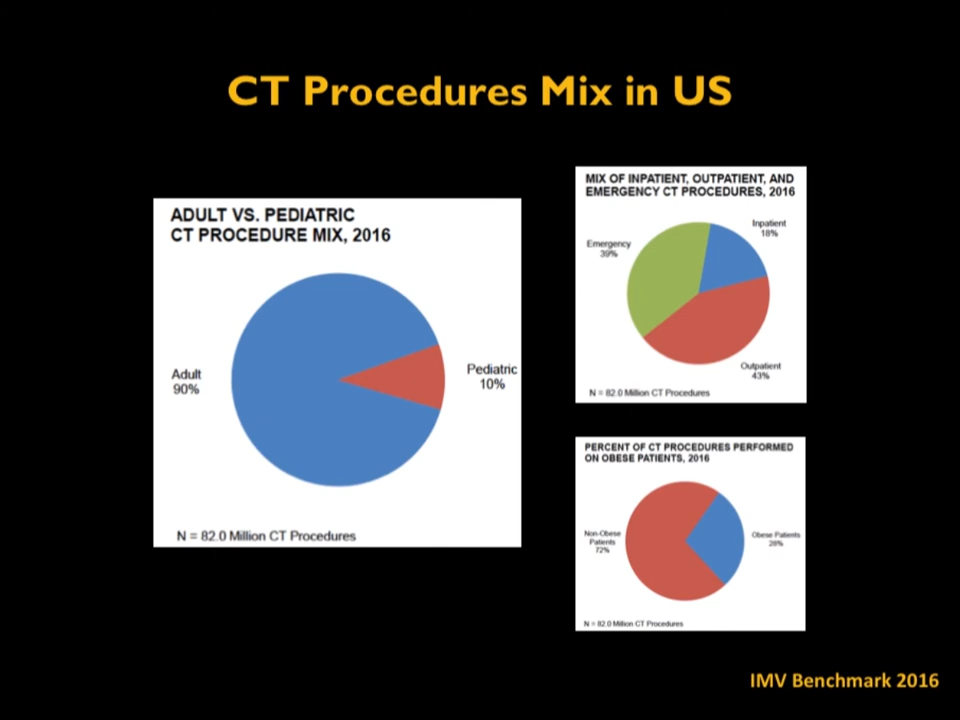 CT Procedures Mix in US
ADULT VS. PEDIATRIC
CT PROCEDURE MIX, 2016
Adult
90%
Pediatric
10%
N = 82.0 Million CT Procedures
MIX OF INPATIENT, OUTPATIENT, AND
EMERGENCY CT PROCEDURES, 2016
Inpatient
18%
Emergency
39%
Outpatient
43%
N = 82.0 Million CT Procedures
PERCENT OF CT PROCEDURES PERFORMED
ON OBESE PATIENTS, 2016
Non-Obese
Patients
72%
Obese Patients
28%
N = 82.0 Million CT Procedures
IMV Benchmark 2016